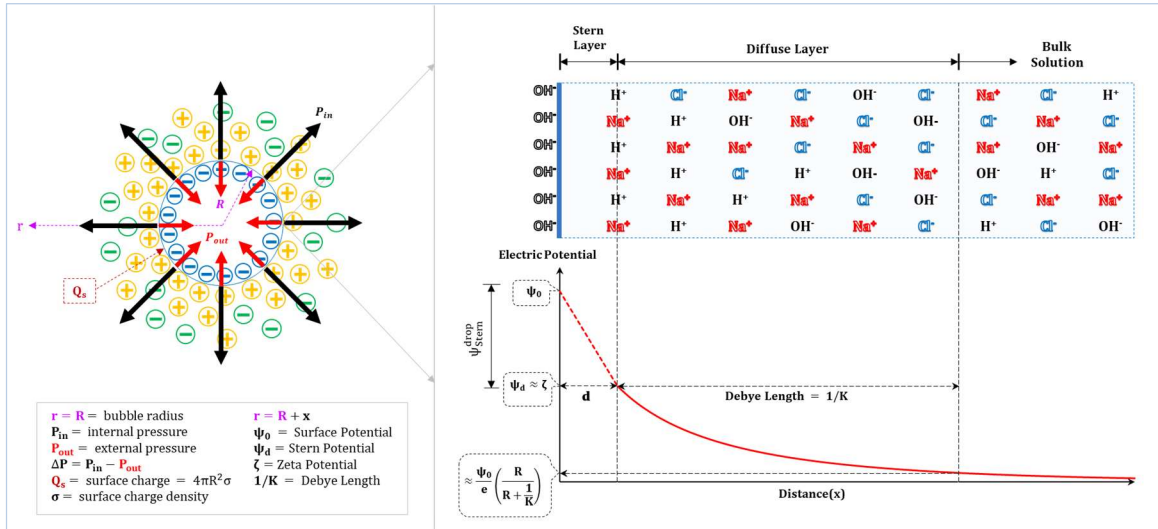 P_in
R
r
P_out
Q_s
r = R = bubble radius
P_in = internal pressure
P_out = external pressure
ΔP = P_in − P_out
Q_s = surface charge = 4πR²σ
σ = surface charge density
r = R + x
ψ₀ = Surface Potential
ψ_d = Stern Potential
ζ = Zeta Potential
1/K = Debye Length
Stern Layer
Diffuse Layer
Bulk Solution
OH⁻ H⁺ Cl⁻ Na⁺ Cl⁻ OH⁻ Cl⁻ Na⁺ Cl⁻ H⁺
OH⁻ Na⁺ H⁺ OH⁻ Na⁺ Cl⁻ OH- Cl⁻ Na⁺ Cl⁻
OH⁻ H⁺ Na⁺ Na⁺ Cl⁻ Na⁺ Cl⁻ Na⁺ OH⁻ Na⁺
OH⁻ Na⁺ H⁺ Cl⁻ H⁺ OH- Na⁺ OH⁻ H⁺ Cl⁻
OH⁻ H⁺ Na⁺ H⁺ Na⁺ Cl⁻ OH⁻ Cl⁻ Na⁺ Na⁺
OH⁻ Na⁺ H⁺ Na⁺ OH⁻ Na⁺ Cl⁻ H⁺ Cl⁻ OH⁻
Electric Potential
ψ₀
ψ_Stern^drop
ψ_d ≈ ζ
d
Debye Length = 1/K
≈ ψ₀/e (R/(R + 1/K))
Distance(x)